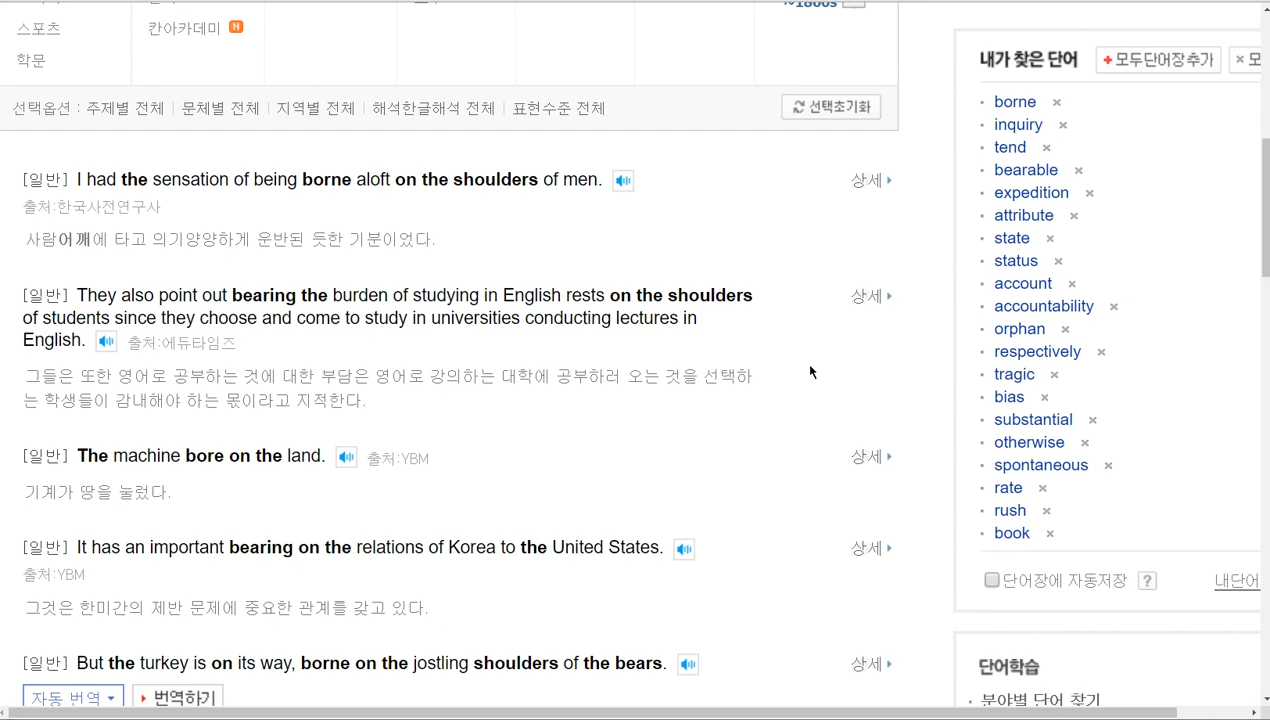 ~1800s
스포츠
칸아카데미 N
학문
선택옵션 : 주제별 전체 | 문체별 전체 | 지역별 전체 | 해석한글해석 전체 | 표현수준 전체
선택초기화
[일반] I had the sensation of being borne aloft on the shoulders of men.
상세
출처:한국사전연구사
사람어깨에 타고 의기양양하게 운반된 듯한 기분이었다.
[일반] They also point out bearing the burden of studying in English rests on the shoulders
상세
of students since they choose and come to study in universities conducting lectures in
English. 출처:에듀타임즈
그들은 또한 영어로 공부하는 것에 대한 부담은 영어로 강의하는 대학에 공부하러 오는 것을 선택하
는 학생들이 감내해야 하는 몫이라고 지적한다.
[일반] The machine bore on the land. 출처:YBM
상세
기계가 땅을 눌렀다.
[일반] It has an important bearing on the relations of Korea to the United States.
상세
출처:YBM
그것은 한미간의 제반 문제에 중요한 관계를 갖고 있다.
[일반] But the turkey is on its way, borne on the jostling shoulders of the bears.
상세
자동 번역
번역하기
내가 찾은 단어
+ 모두단어장추가
× 모
borne ×
inquiry ×
tend ×
bearable ×
expedition ×
attribute ×
state ×
status ×
account ×
accountability ×
orphan ×
respectively ×
tragic ×
bias ×
substantial ×
otherwise ×
spontaneous ×
rate ×
rush ×
book ×
단어장에 자동저장 ?
내단어
단어학습
분야별 단어 찾기